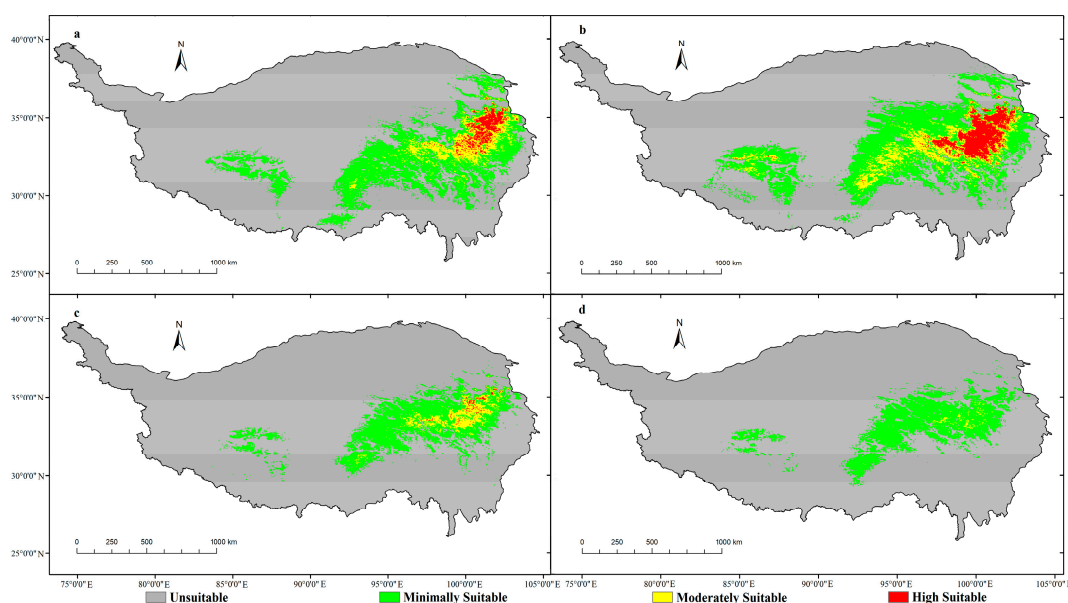 a
b
N
N
40°0'0"N
35°0'0"N
30°0'0"N
25°0'0"N
0 250 500 1000 km
0 250 500 1000 km
c
d
N
N
40°0'0"N
35°0'0"N
30°0'0"N
25°0'0"N
0 250 500 1000 km
0 250 500 1000 km
75°0'0"E 80°0'0"E 85°0'0"E 90°0'0"E 95°0'0"E 100°0'0"E 105°0'0"E 75°0'0"E 80°0'0"E 85°0'0"E 90°0'0"E 95°0'0"E 100°0'0"E 105°0'0"E
Unsuitable Minimally Suitable Moderately Suitable High Suitable